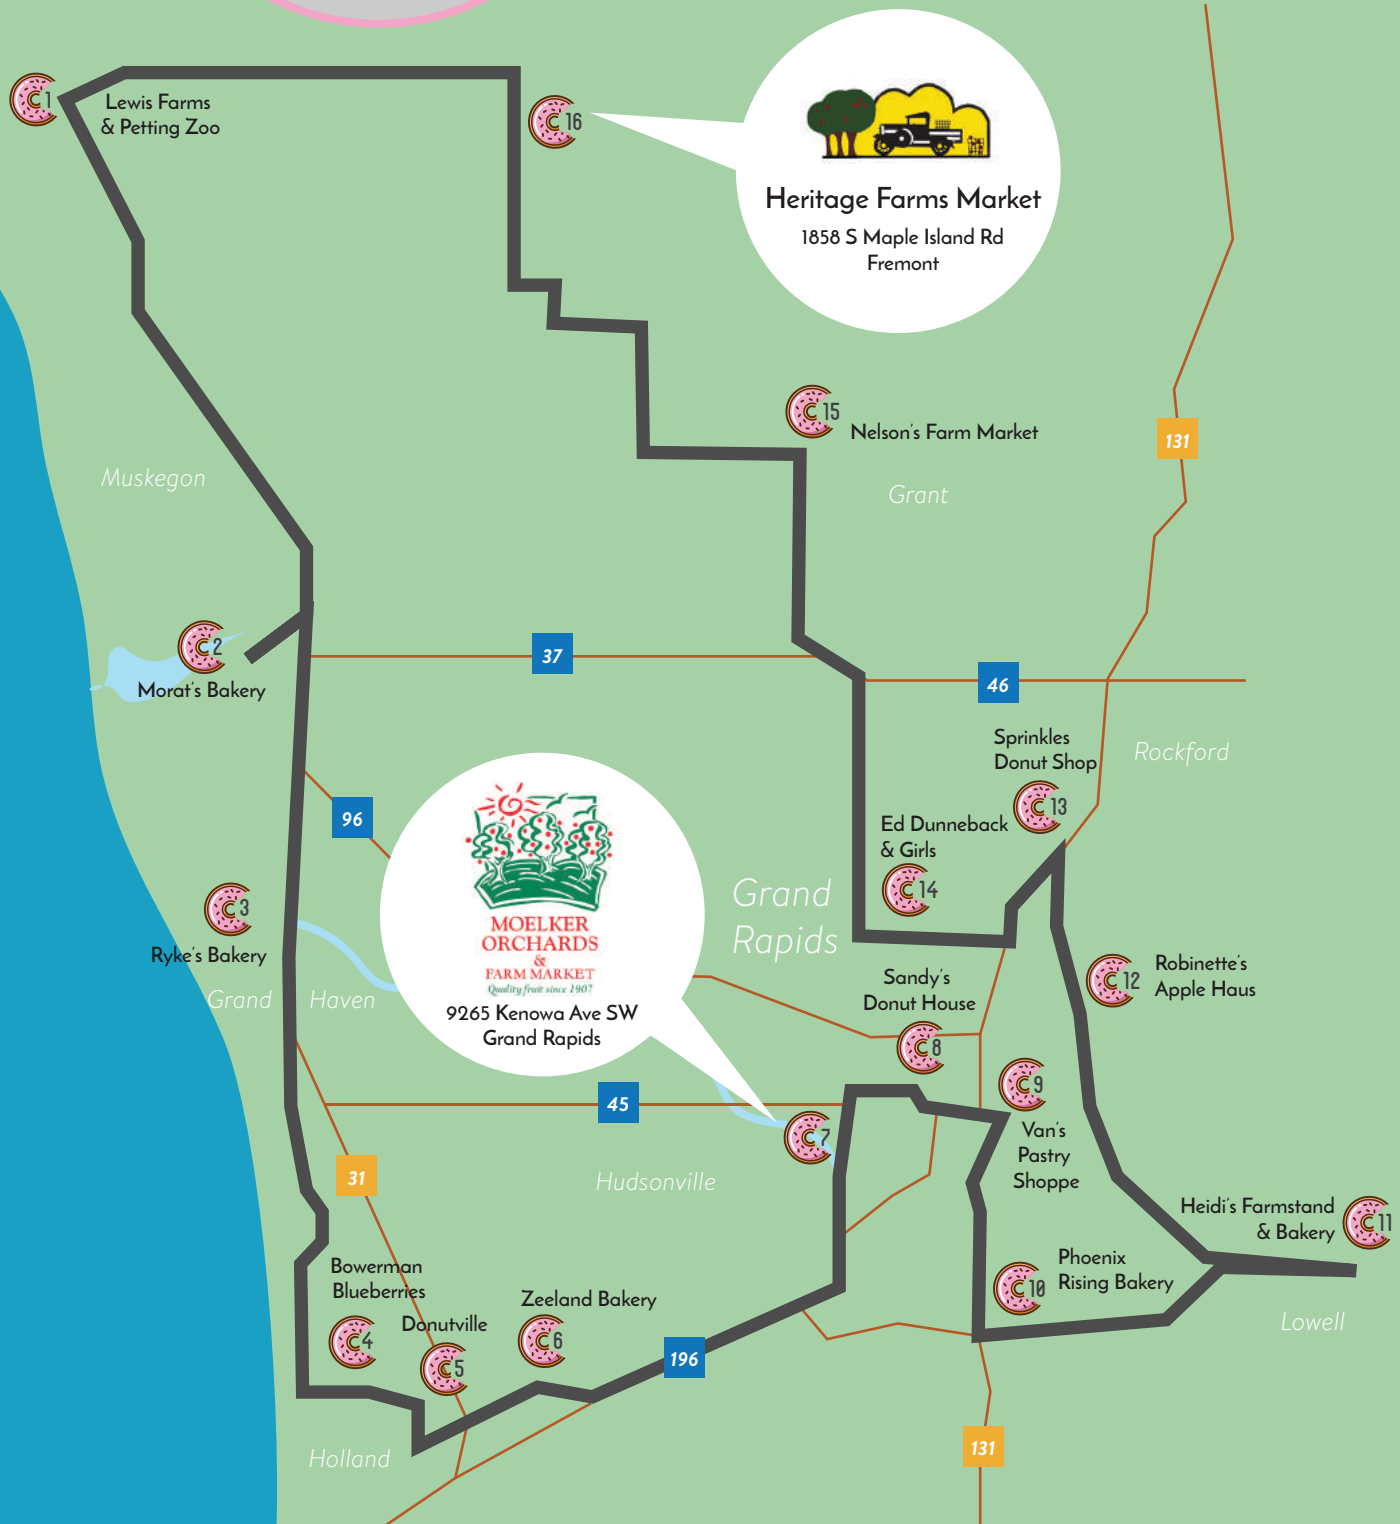 1
Lewis Farms
& Petting Zoo
16
Heritage Farms Market
1858 S Maple Island Rd
Fremont
15
Nelson's Farm Market
131
Muskegon
Grant
2
Morat's Bakery
37
46
Sprinkles
Donut Shop
Rockford
13
96
Ed Dunneback
& Girls
14
Grand
Rapids
3
Ryke's Bakery
Grand Haven
MOELKER
ORCHARDS
&
FARM MARKET
Quality fruit since 1907
9265 Kenowa Ave SW
Grand Rapids
Sandy's
Donut House
8
12
Robinette's
Apple Haus
45
7
9
Van's
Pastry
Shoppe
31
Hudsonville
Heidi's Farmstand
& Bakery
11
Bowerman
Blueberries
4
Donutville
5
Zeeland Bakery
6
Phoenix
Rising Bakery
10
Lowell
196
Holland
131